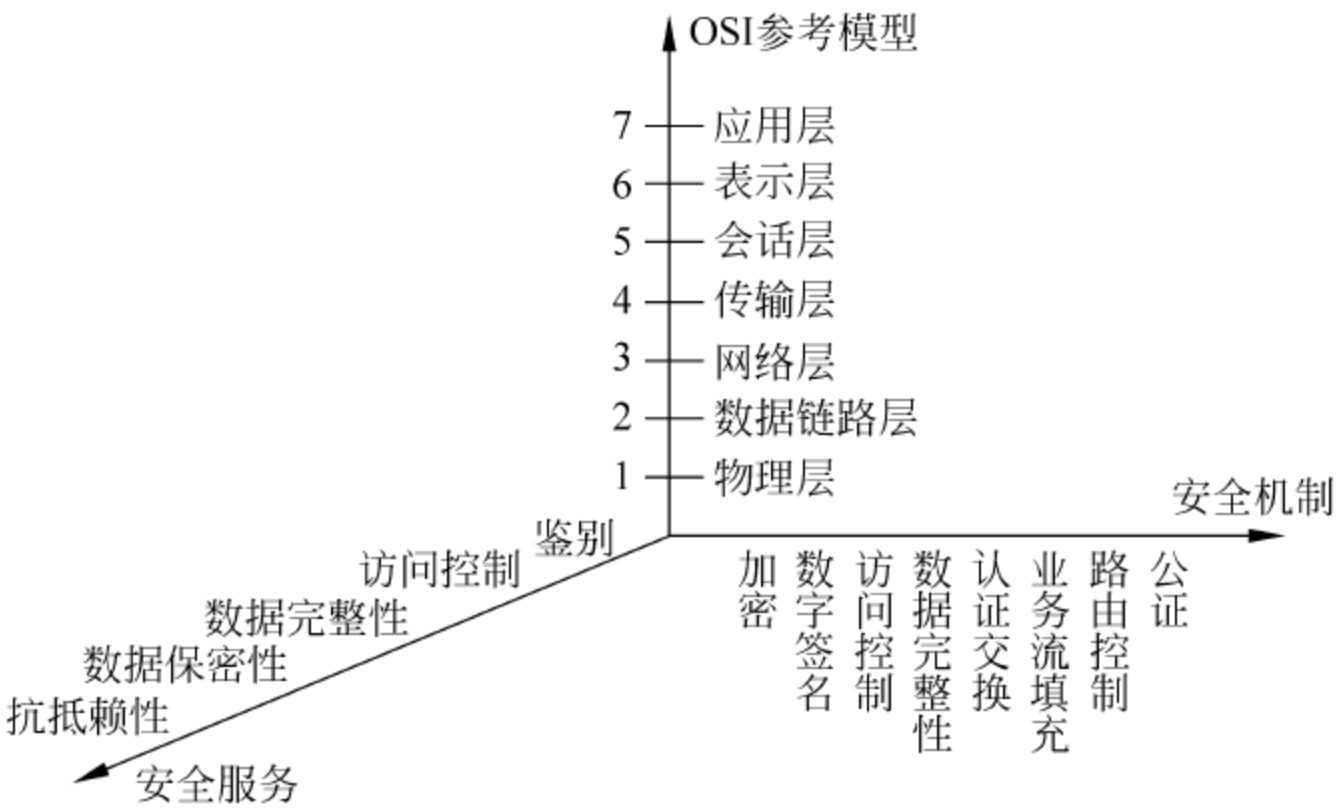 OSI参考模型
7 应用层
6 表示层
5 会话层
4 传输层
3 网络层
2 数据链路层
1 物理层
安全机制
加密
数字签名
访问控制
数据完整性
认证交换
业务流填充
路由控制
公证
鉴别
访问控制
数据完整性
数据保密性
抗抵赖性
安全服务